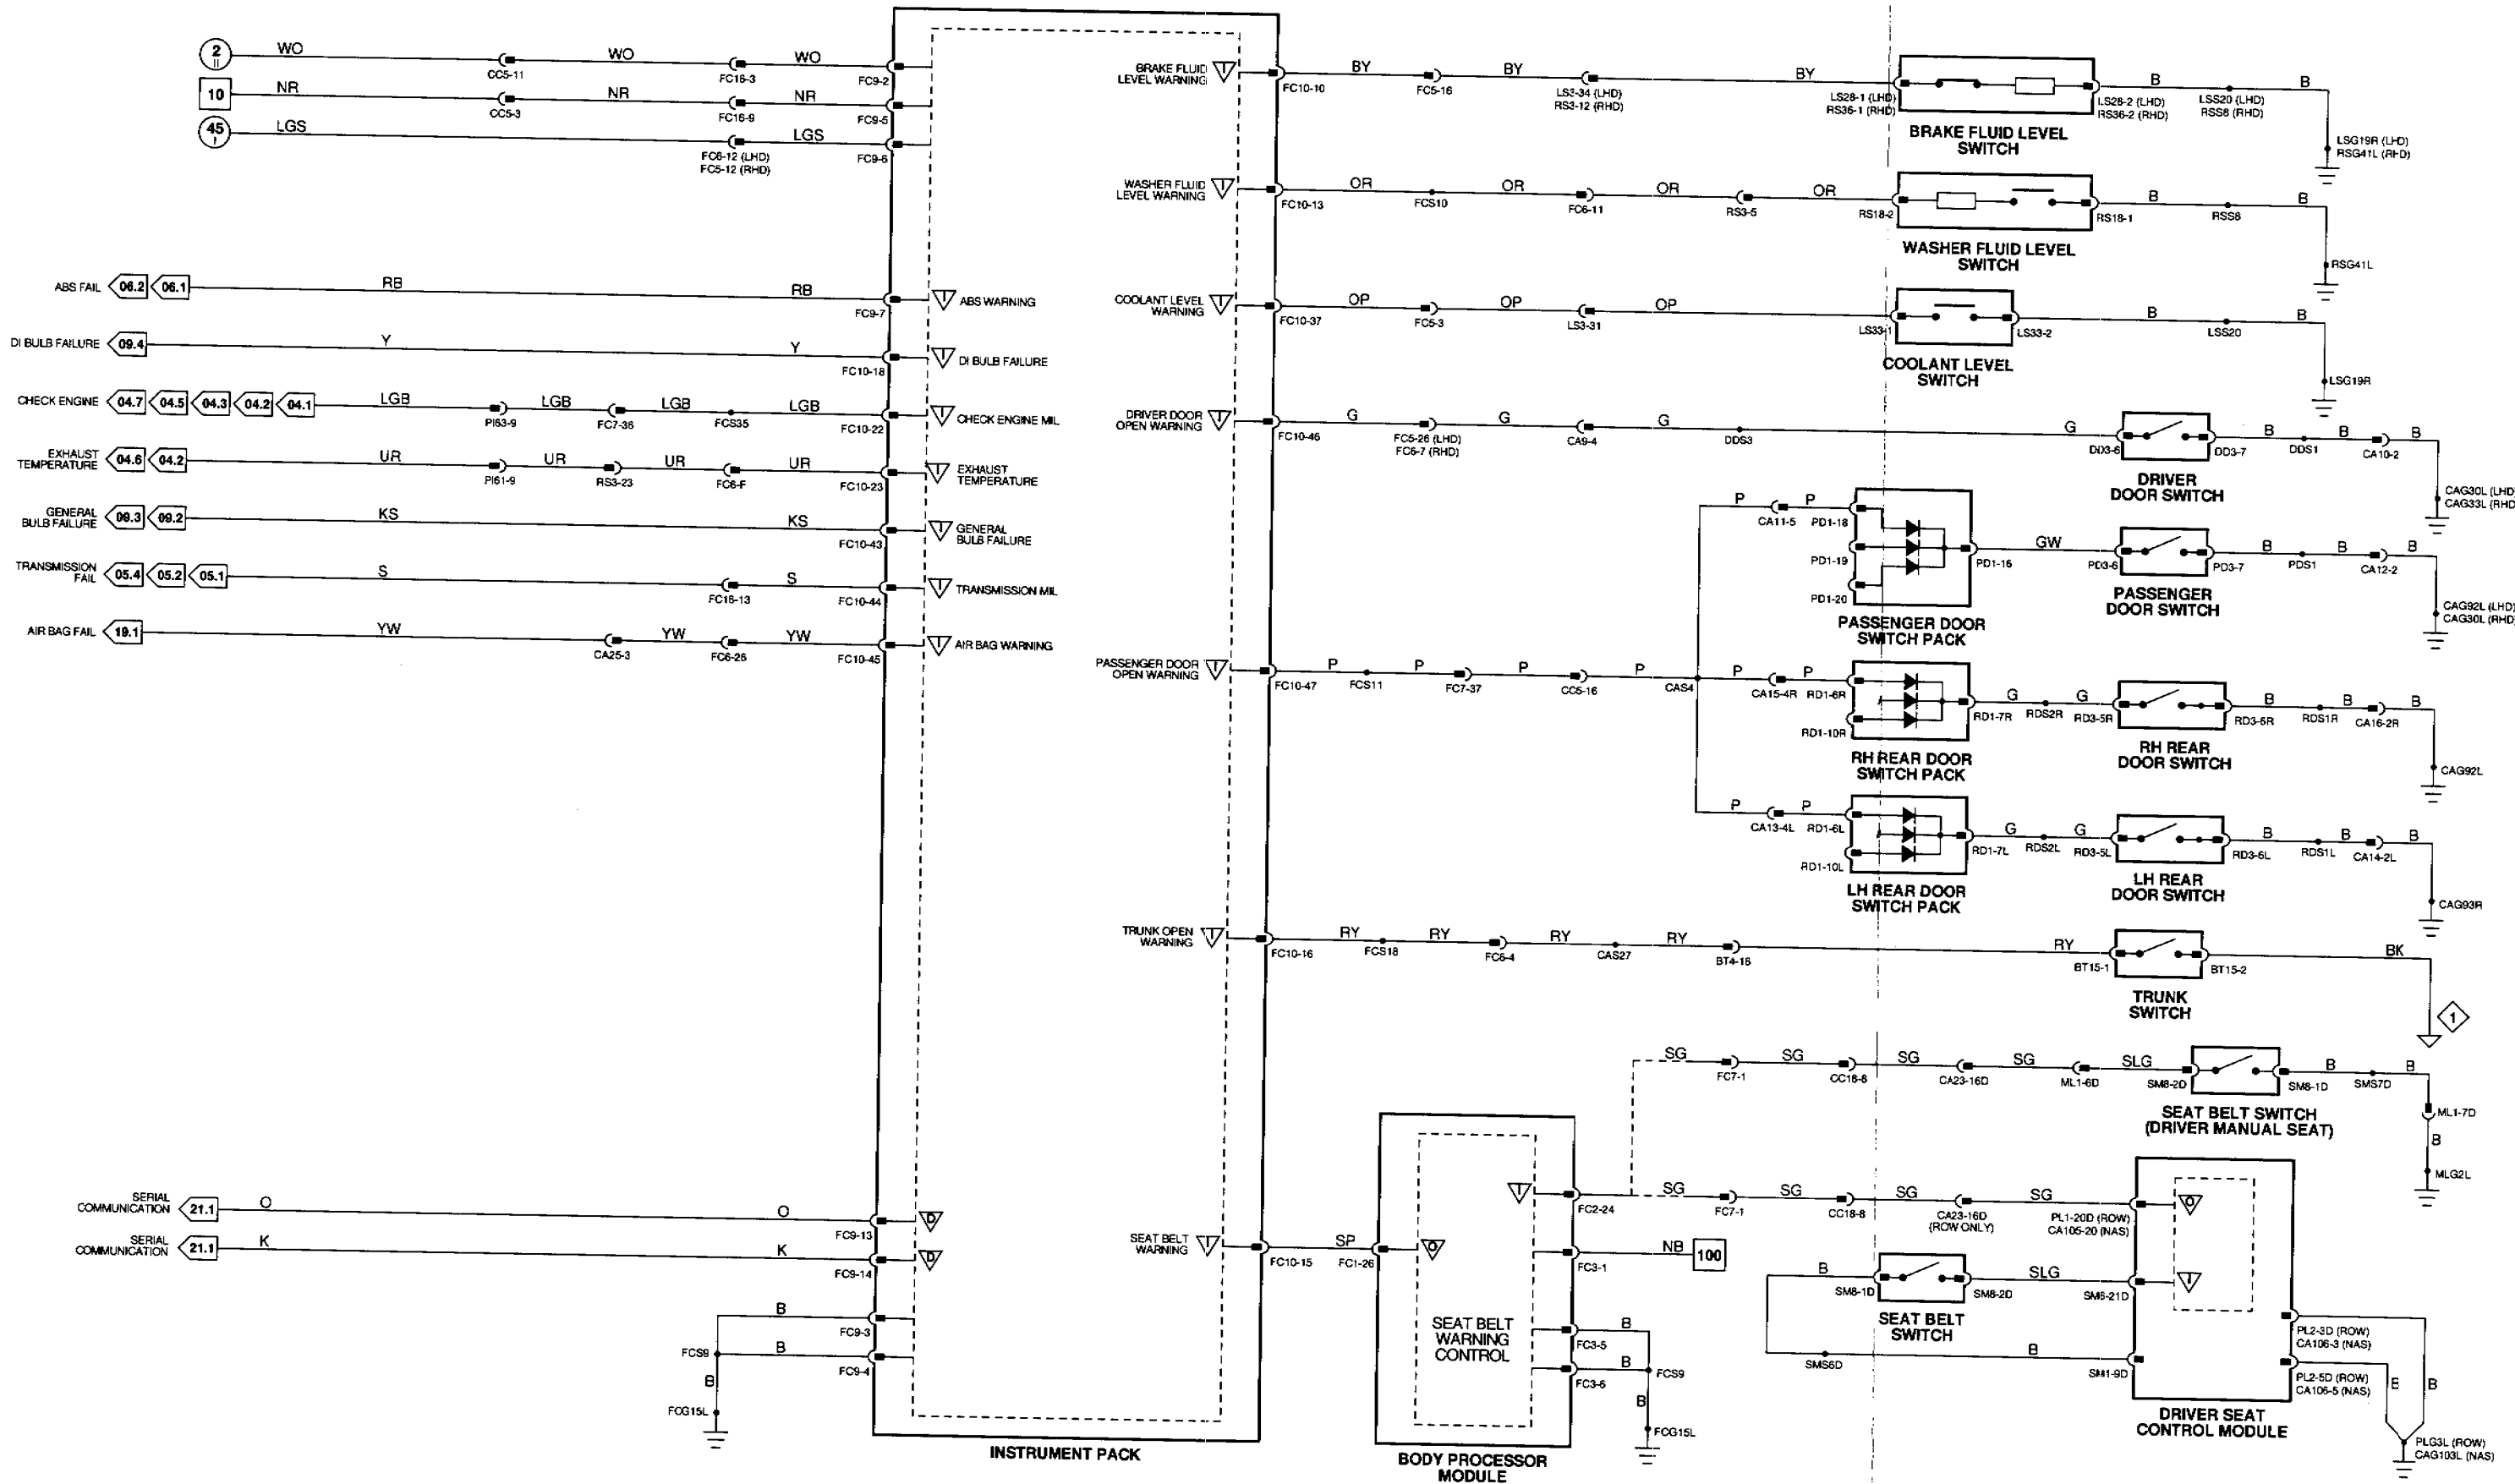 2
II
WO
CC5-11
WO
FC16-3
WO
FC9-2
10
NR
CC5-3
NR
FC16-9
NR
FC9-5
45
I
LGS
FC6-12 (LHD)
FC5-12 (RHD)
LGS
FC9-6
ABS FAIL
06.2
06.1
RB
RB
FC9-7
I
ABS WARNING
DI BULB FAILURE
09.4
Y
Y
FC10-18
I
DI BULB FAILURE
CHECK ENGINE
04.7
04.5
04.3
04.2
04.1
LGB
PI63-9
LGB
FC7-36
LGB
FCS35
LGB
FC10-22
I
CHECK ENGINE MIL
EXHAUST
TEMPERATURE
04.6
04.2
UR
PI61-9
UR
RS3-23
UR
FC6-F
UR
FC10-23
I
EXHAUST
TEMPERATURE
GENERAL
BULB FAILURE
09.3
09.2
KS
KS
FC10-43
I
GENERAL
BULB FAILURE
TRANSMISSION
FAIL
05.4
05.2
05.1
S
FC16-13
S
FC10-44
I
TRANSMISSION MIL
AIR BAG FAIL
19.1
YW
CA25-3
YW
FC6-26
YW
FC10-45
I
AIR BAG WARNING
SERIAL
COMMUNICATION
21.1
O
O
FC9-13
D
SERIAL
COMMUNICATION
21.1
K
K
FC9-14
D
B
FC9-3
FCS9
B
FC9-4
B
FCG15L
INSTRUMENT PACK
BRAKE FLUID
LEVEL WARNING
I
FC10-10
BY
FC5-16
BY
LS3-34 (LHD)
RS3-12 (RHD)
BY
LS28-1 (LHD)
RS36-1 (RHD)
BRAKE FLUID LEVEL
SWITCH
LS28-2 (LHD)
RS36-2 (RHD)
B
LSS20 (LHD)
RSS8 (RHD)
B
LSG19R (LHD)
RSG41L (RHD)
WASHER FLUID
LEVEL WARNING
I
FC10-13
OR
FCS10
OR
FC6-11
OR
RS3-5
OR
RS18-2
WASHER FLUID LEVEL
SWITCH
RS18-1
B
RSS8
B
RSG41L
COOLANT LEVEL
WARNING
I
FC10-37
OP
FC5-3
OP
LS3-31
OP
LS33-1
COOLANT LEVEL
SWITCH
LS33-2
B
LSS20
B
LSG19R
DRIVER DOOR
OPEN WARNING
I
FC10-46
G
FC5-26 (LHD)
FC6-7 (RHD)
G
CA9-4
G
DDS3
G
DD3-6
DRIVER
DOOR SWITCH
DD3-7
B
DDS1
B
CA10-2
B
CAG30L (LHD)
CAG33L (RHD
P
CA11-5
P
PD1-18
PD1-19
PD1-20
PASSENGER DOOR
SWITCH PACK
PD1-16
GW
PD3-6
PASSENGER
DOOR SWITCH
PD3-7
B
PDS1
B
CA12-2
B
CAG92L (LHD)
CAG30L (RHD)
PASSENGER DOOR
OPEN WARNING
I
FC10-47
P
FCS11
P
FC7-37
P
CC5-16
P
CAS4
P
CA15-4R
P
RD1-6R
RD1-10R
RH REAR DOOR
SWITCH PACK
RD1-7R
G
RDS2R
G
RD3-5R
RH REAR
DOOR SWITCH
RD3-6R
B
RDS1R
B
CA16-2R
B
CAG92L
P
CA13-4L
P
RD1-6L
RD1-10L
LH REAR DOOR
SWITCH PACK
RD1-7L
G
RDS2L
G
RD3-5L
LH REAR
DOOR SWITCH
RD3-6L
B
RDS1L
B
CA14-2L
B
CAG93R
TRUNK OPEN
WARNING
I
FC10-16
RY
FCS18
RY
FC6-4
RY
CAS27
RY
BT4-16
RY
BT15-1
TRUNK
SWITCH
BT15-2
BK
1
SG
FC7-1
SG
CC18-8
SG
CA23-16D
SG
ML1-6D
SLG
SM8-2D
SEAT BELT SWITCH
(DRIVER MANUAL SEAT)
SM8-1D
B
SMS7D
B
ML1-7D
B
MLG2L
SEAT BELT
WARNING
I
FC10-15
SP
FC1-26
O
SEAT BELT
WARNING
CONTROL
BODY PROCESSOR
MODULE
I
FC2-24
SG
FC7-1
SG
CC18-8
SG
CA23-16D
(ROW ONLY)
SG
PL1-20D (ROW)
CA105-20 (NAS)
O
FC3-1
NB
100
FC3-5
B
FC3-6
B
FCS9
B
FCG15L
B
SM8-1D
SEAT BELT
SWITCH
SM8-2D
SLG
SM6-21D
I
SMS6D
B
SM1-9D
DRIVER SEAT
CONTROL MODULE
PL2-3D (ROW)
CA106-3 (NAS)
PL2-5D (ROW)
CA106-5 (NAS)
B
B
PLG3L (ROW)
CAG103L (NAS)